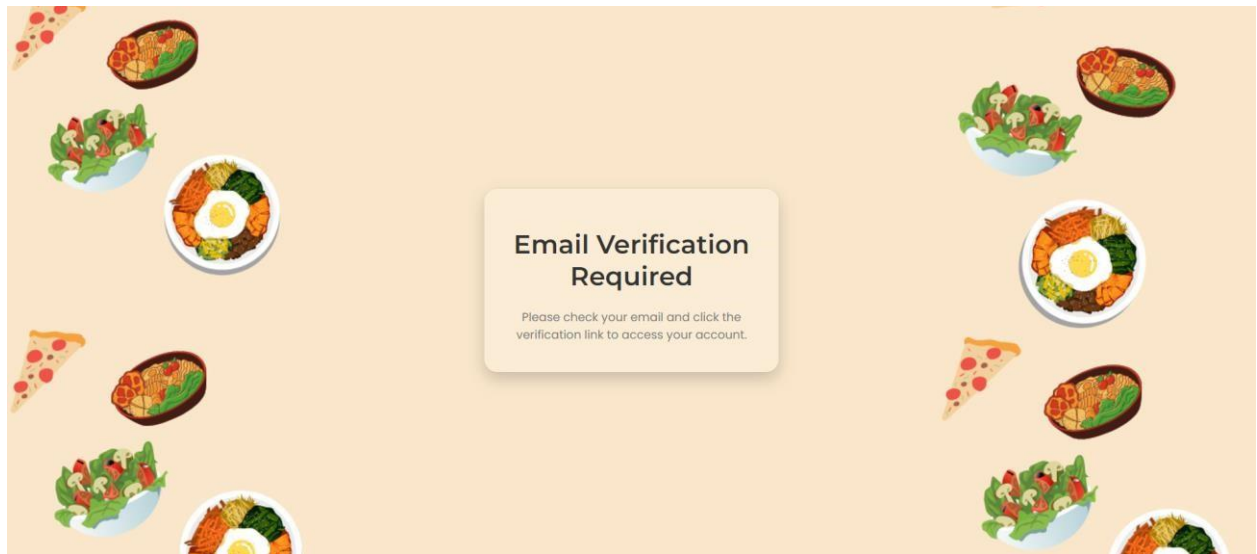 Email Verification
Required
Please check your email and click the
verification link to access your account.